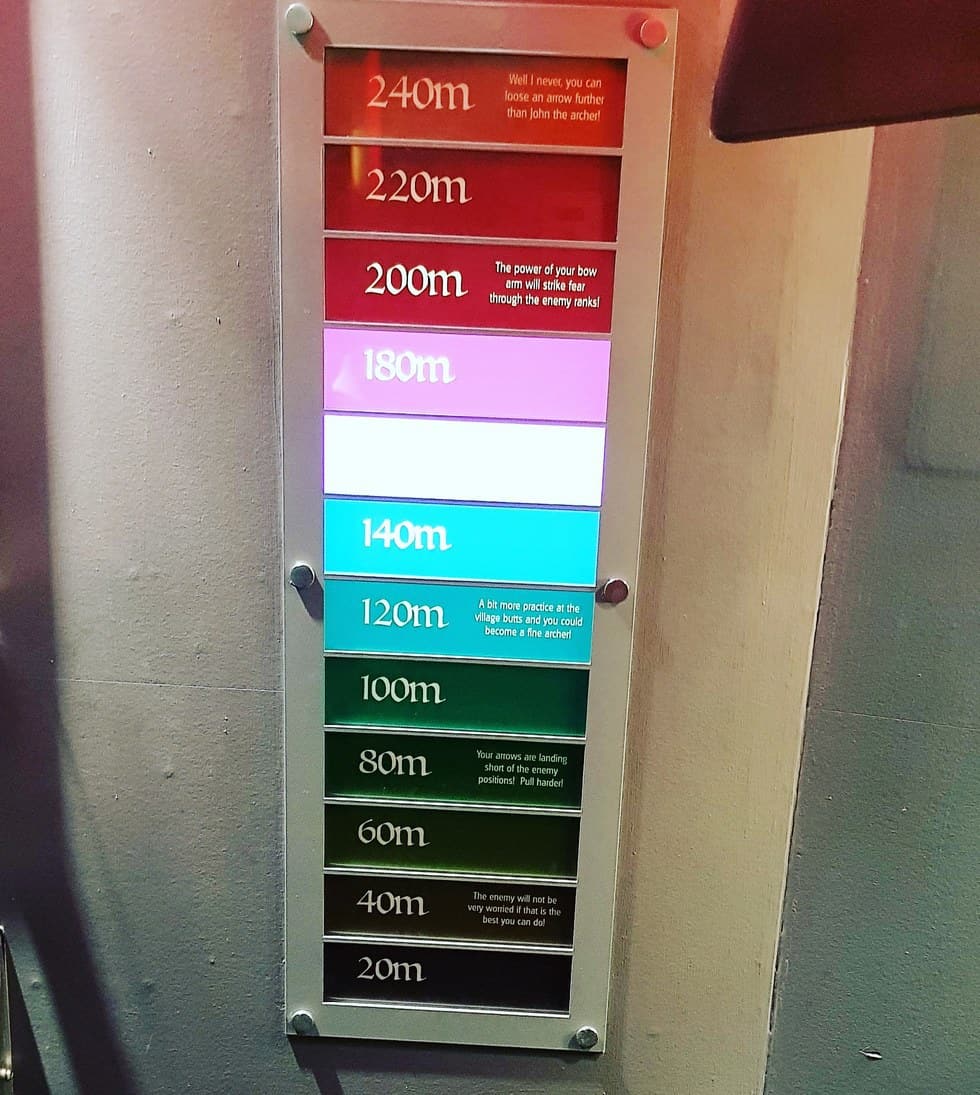 240m
Well I never, you can
loose an arrow further
than John the archer!
220m
200m
The power of your bow
arm will strike fear
through the enemy ranks!
180m
140m
120m
A bit more practice at the
village butts and you could
become a fine archer!
100m
80m
Your arrows are landing
short of the enemy
positions! Pull harder!
60m
40m
The enemy will not be
very worried if that is the
best you can do!
20m